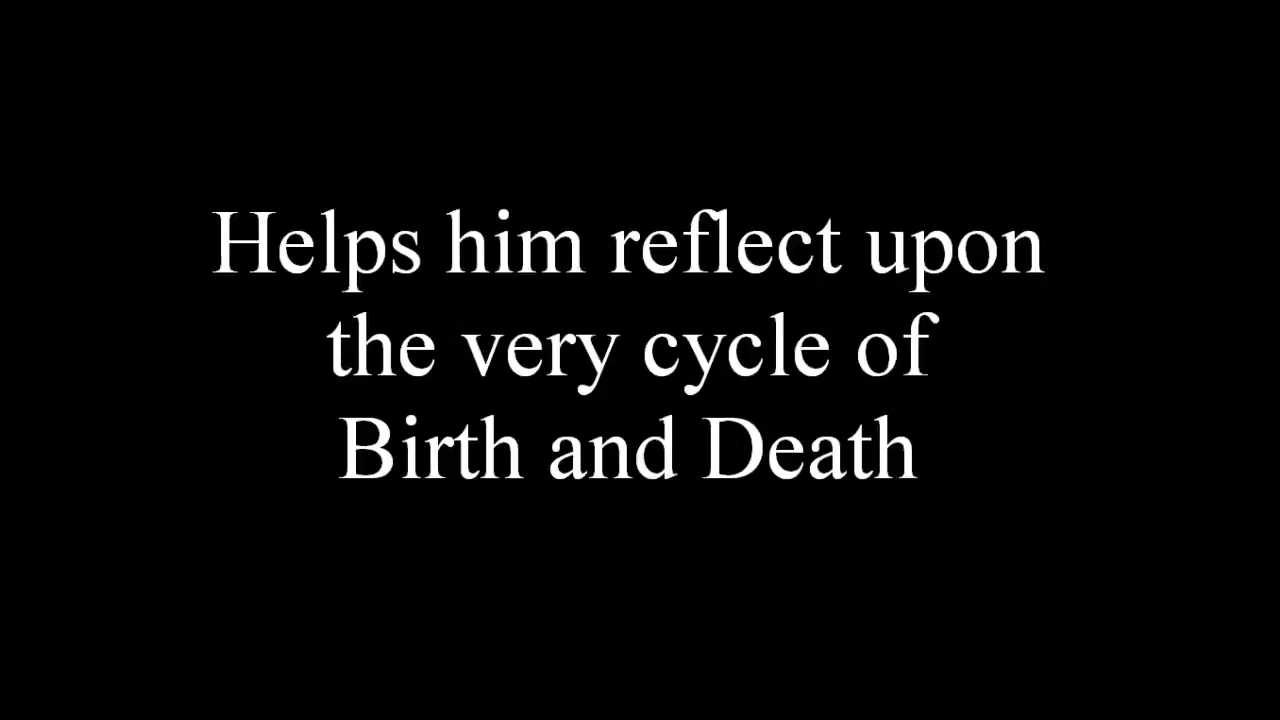 Helps him reflect upon
the very cycle of
Birth and Death